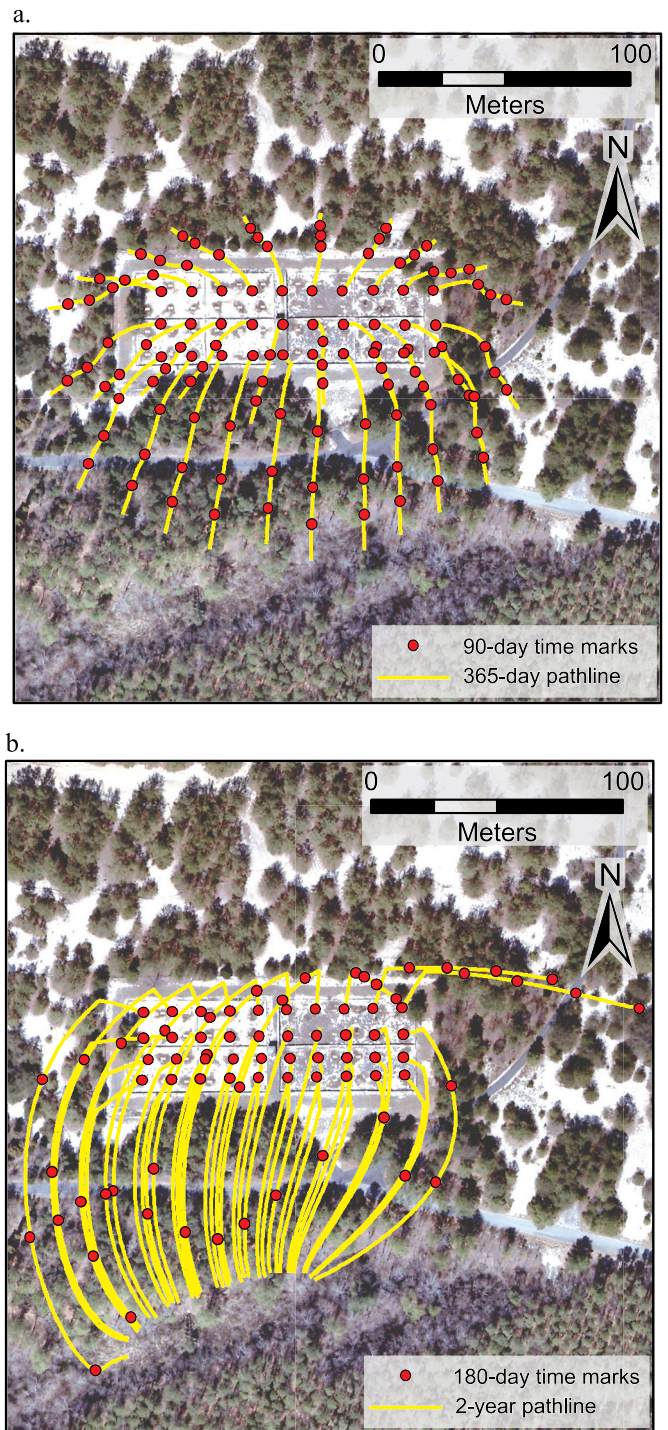 a.
0 100
Meters
N
90-day time marks
365-day pathline
b.
0 100
Meters
N
180-day time marks
2-year pathline